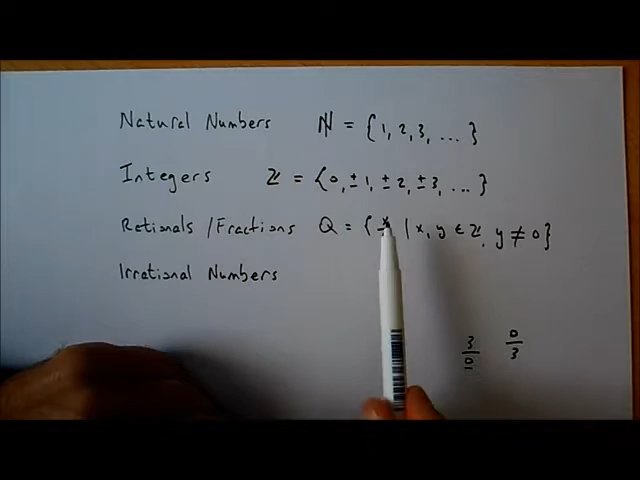 Natural Numbers ℕ = {1, 2, 3, ... }
Integers ℤ = {0, ±1, ±2, ±3, ... }
Rationals / Fractions Q = { x | x, y ∈ ℤ, y ≠ 0}
Irrational Numbers
3/0 0/3